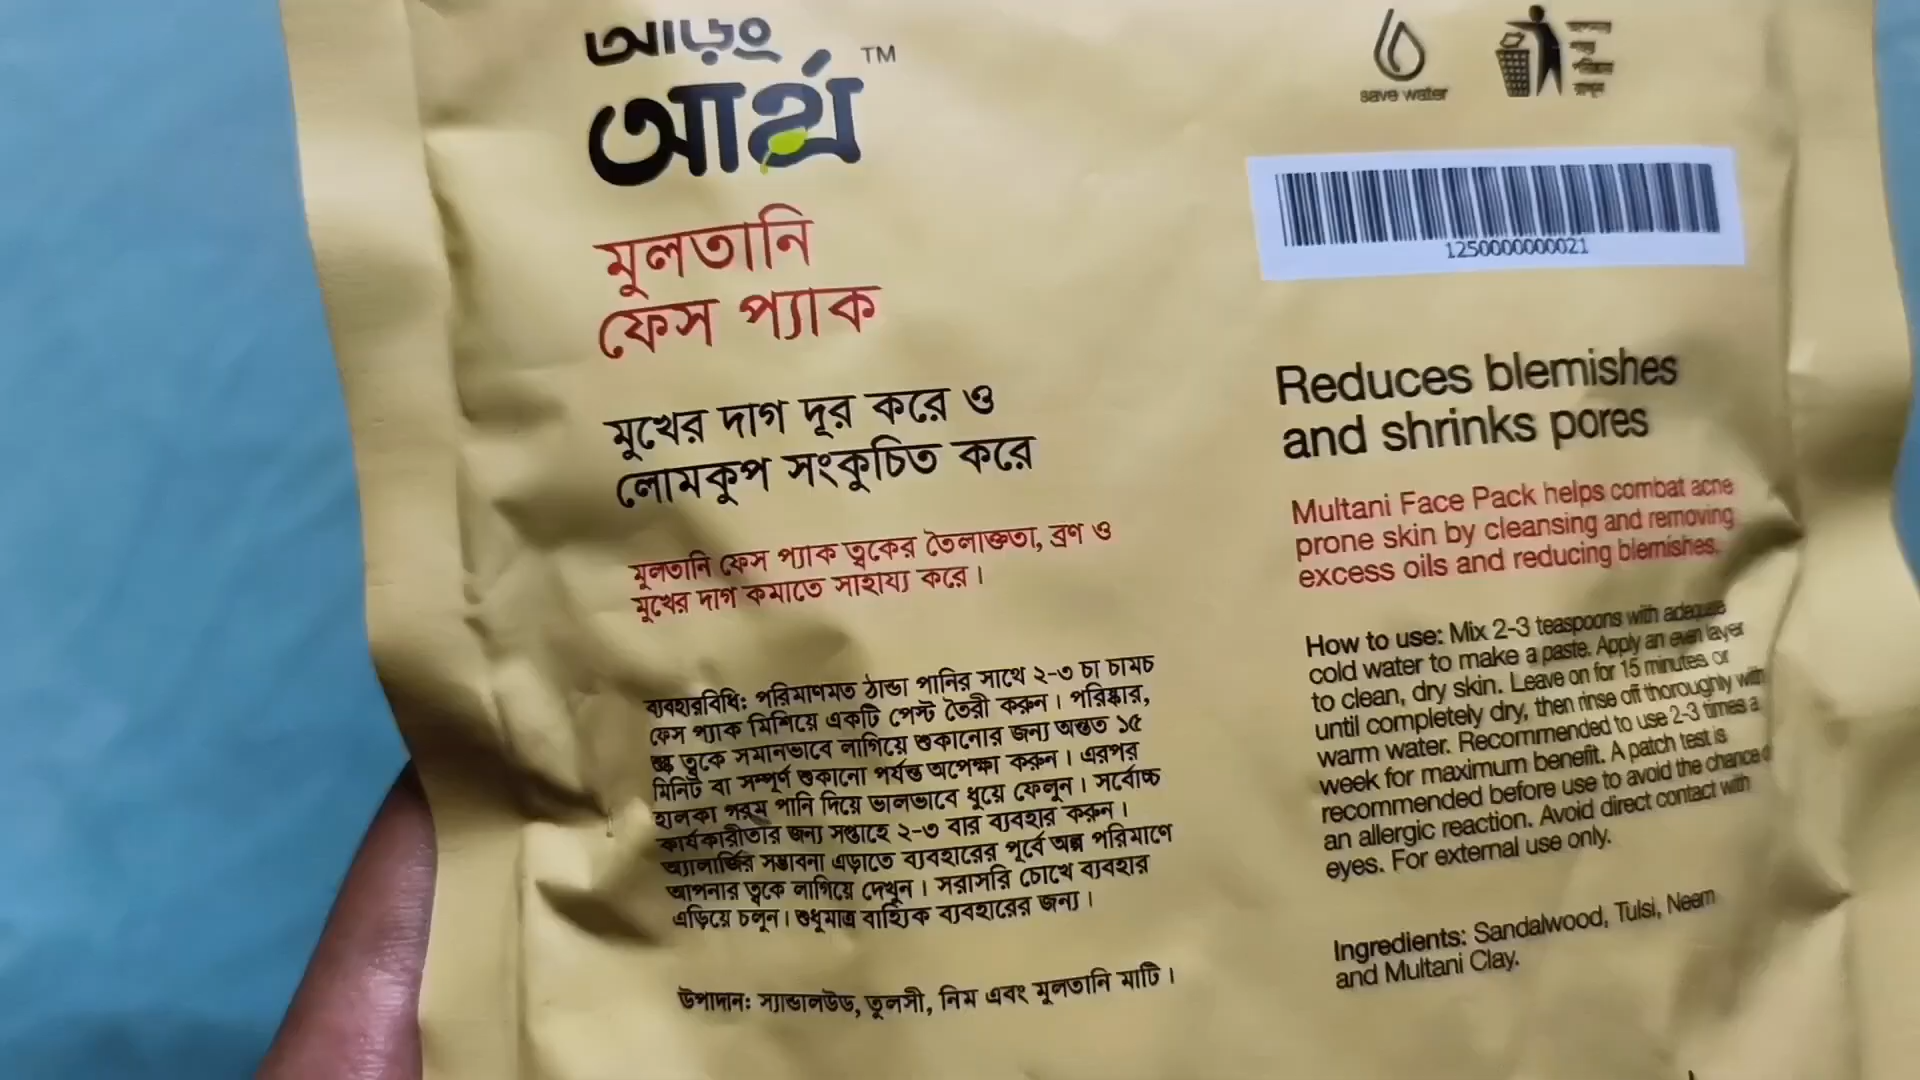 আড়ং
আর্থ ™
মুলতানি
ফেস প্যাক
মুখের দাগ দূর করে ও
লোমকুপ সংকুচিত করে
মুলতানি ফেস প্যাক ত্বকের তৈলাক্ততা, ব্রণ ও
মুখের দাগ কমাতে সাহায্য করে।
ব্যবহারবিধি: পরিমাণমত ঠান্ডা পানির সাথে ২-৩ চা চামচ
ফেস প্যাক মিশিয়ে একটি পেস্ট তৈরী করুন। পরিষ্কার,
শুষ্ক ত্বকে সমানভাবে লাগিয়ে শুকানোর জন্য অন্তত ১৫
মিনিট বা সম্পূর্ণ শুকানো পর্যন্ত অপেক্ষা করুন। এরপর
হালকা গরম পানি দিয়ে ভালভাবে ধুয়ে ফেলুন। সর্বোচ্চ
কার্যকারীতার জন্য সপ্তাহে ২-৩ বার ব্যবহার করুন।
অ্যালার্জির সম্ভাবনা এড়াতে ব্যবহারের পূর্বে অল্প পরিমাণে
আপনার ত্বকে লাগিয়ে দেখুন। সরাসরি চোখে ব্যবহার
এড়িয়ে চলুন। শুধুমাত্র বাহ্যিক ব্যবহারের জন্য।
উপাদান: স্যান্ডালউড, তুলসী, নিম এবং মুলতানি মাটি।
save water
1250000000021
Reduces blemishes
and shrinks pores
Multani Face Pack helps combat acne
prone skin by cleansing and removing
excess oils and reducing blemishes.
How to use: Mix 2-3 teaspoons with adequate
cold water to make a paste. Apply an even layer
to clean, dry skin. Leave on for 15 minutes or
until completely dry, then rinse off thoroughly with
warm water. Recommended to use 2-3 times a
week for maximum benefit. A patch test is
recommended before use to avoid the chance of
an allergic reaction. Avoid direct contact with
eyes. For external use only.
Ingredients: Sandalwood, Tulsi, Neem
and Multani Clay.